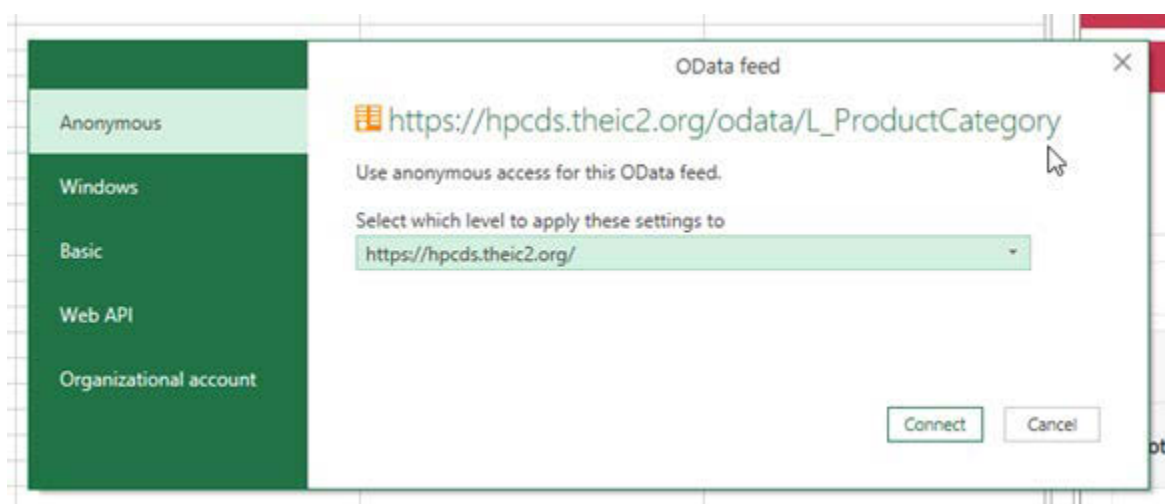 OData feed
Anonymous
https://hpcds.theic2.org/odata/L_ProductCategory
Use anonymous access for this OData feed.
Windows
Select which level to apply these settings to
https://hpcds.theic2.org/
Basic
Web API
Organizational account
Connect
Cancel
ot